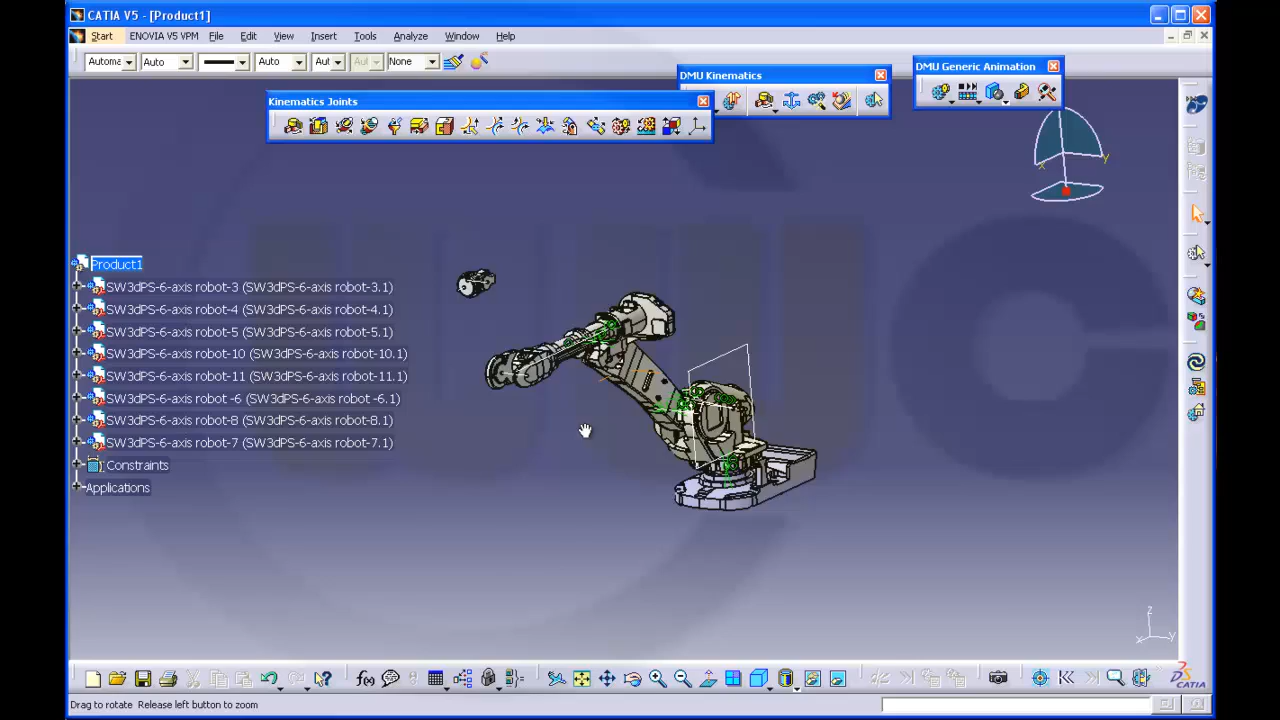 CATIA V5 - [Product1]
Start ENOVIA V5 VPM File Edit View Insert Tools Analyze Window Help
Automa Auto Auto Aut Aut None
DMU Kinematics
DMU Generic Animation
Kinematics Joints
x y
Product1
SW3dPS-6-axis robot-3 (SW3dPS-6-axis robot-3.1)
SW3dPS-6-axis robot-4 (SW3dPS-6-axis robot-4.1)
SW3dPS-6-axis robot-5 (SW3dPS-6-axis robot-5.1)
SW3dPS-6-axis robot-10 (SW3dPS-6-axis robot-10.1)
SW3dPS-6-axis robot-11 (SW3dPS-6-axis robot-11.1)
SW3dPS-6-axis robot -6 (SW3dPS-6-axis robot -6.1)
SW3dPS-6-axis robot-8 (SW3dPS-6-axis robot-8.1)
SW3dPS-6-axis robot-7 (SW3dPS-6-axis robot-7.1)
Constraints
Applications
z
x y
f(x)
CATIA
Drag to rotate Release left button to zoom